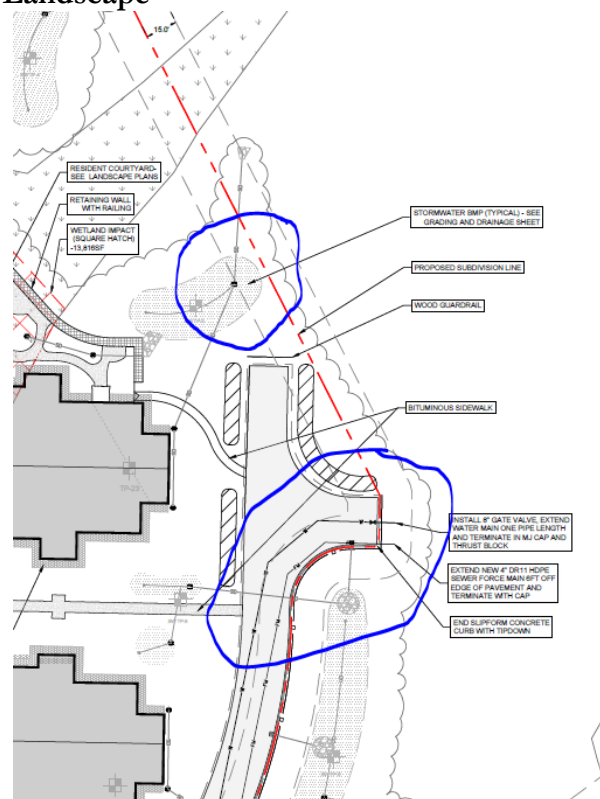 Landscape
15.0'
RESIDENT COURTYARD-
SEE LANDSCAPE PLANS
RETAINING WALL
WITH RAILING
WETLAND IMPACT
(SQUARE HATCH)
-13,816SF
STORMWATER BMP (TYPICAL) - SEE
GRADING AND DRAINAGE SHEET
PROPOSED SUBDIVISION LINE
WOOD GUARDRAIL
BITUMINOUS SIDEWALK
INSTALL 8" GATE VALVE, EXTEND
WATER MAIN ONE PIPE LENGTH
AND TERMINATE IN MJ CAP AND
THRUST BLOCK
EXTEND NEW 4" DR11 HDPE
SEWER FORCE MAIN 6FT OFF
EDGE OF PAVEMENT AND
TERMINATE WITH CAP
END SLIPFORM CONCRETE
CURB WITH TIPDOWN